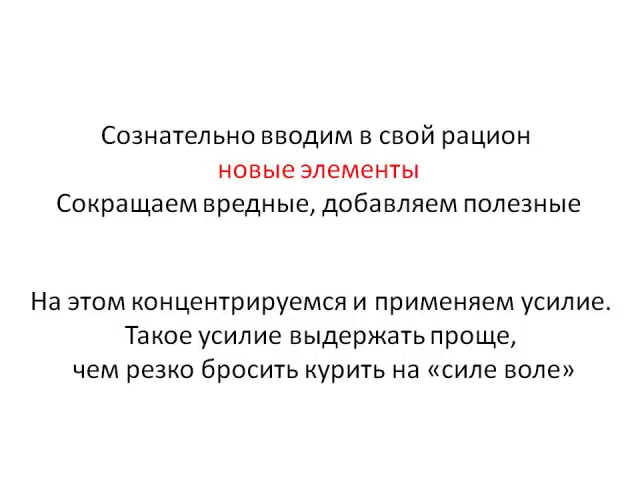 Сознательно вводим в свой рацион
новые элементы
Сокращаем вредные, добавляем полезные
На этом концентрируемся и применяем усилие.
Такое усилие выдержать проще,
чем резко бросить курить на «силе воле»